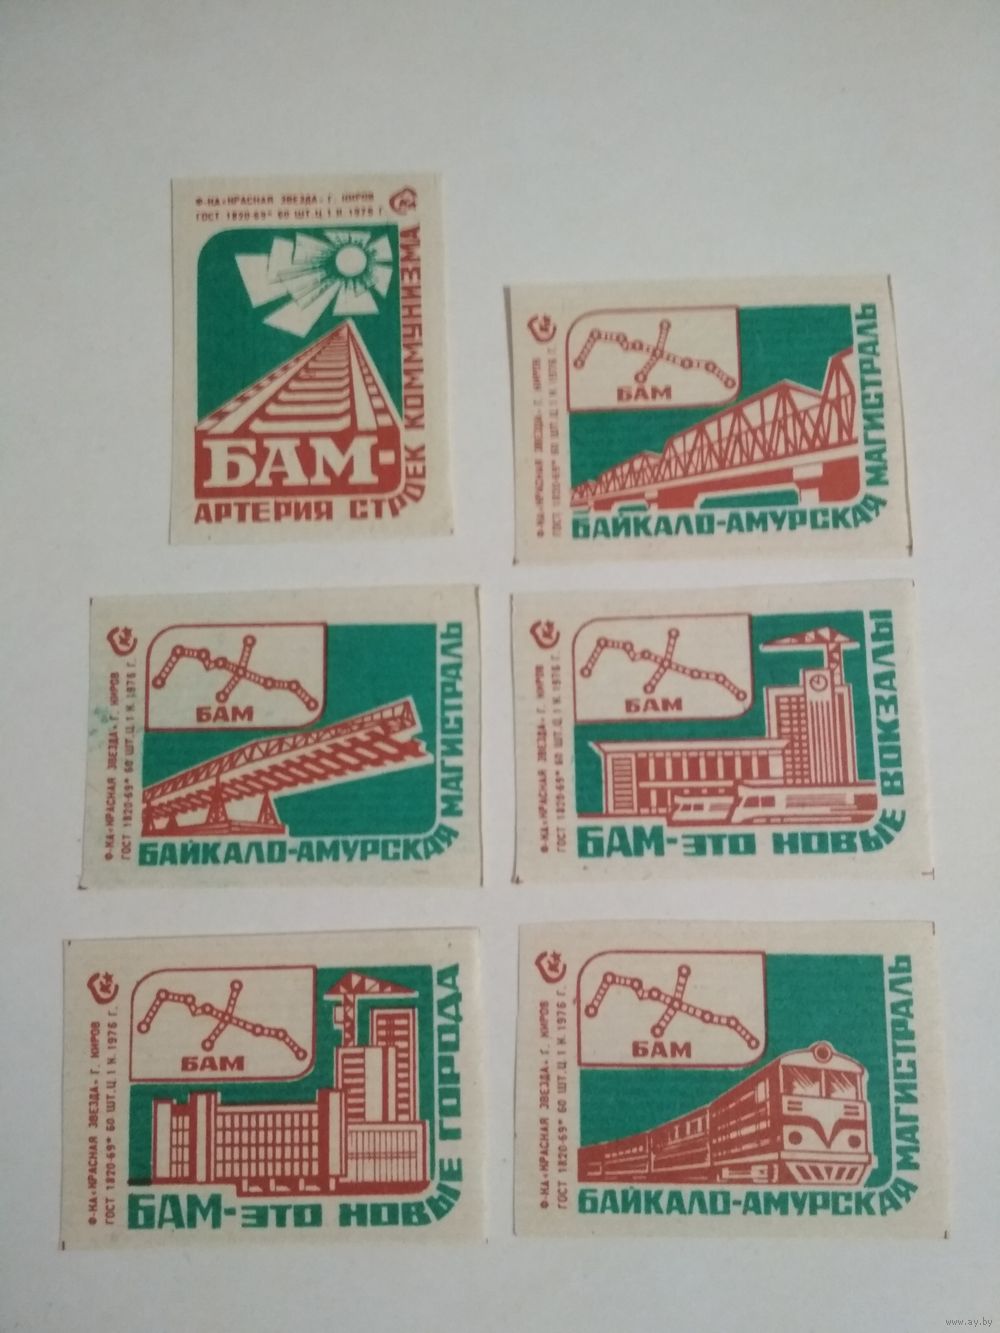 Ф-КА «КРАСНАЯ ЗВЕЗДА» Г. КИРОВ
ГОСТ 1820-69* 60 ШТ. Ц. 1 К. 1976 Г.
БАМ-
АРТЕРИЯ СТРОЕК КОММУНИЗМА
Ф-КА «КРАСНАЯ ЗВЕЗДА» Г. КИРОВ
ГОСТ 1820-69* 60 ШТ. Ц. 1 К. 1976 Г.
БАМ
БАЙКАЛО-АМУРСКАЯ МАГИСТРАЛЬ
Ф-КА «КРАСНАЯ ЗВЕЗДА» Г. КИРОВ
ГОСТ 1820-69* 60 ШТ. Ц. 1 К. 1976 Г.
БАМ
БАЙКАЛО-АМУРСКАЯ МАГИСТРАЛЬ
Ф-КА «КРАСНАЯ ЗВЕЗДА» Г. КИРОВ
ГОСТ 1820-69* 60 ШТ. Ц. 1 К. 1976 Г.
БАМ
БАМ-ЭТО НОВЫЕ ВОКЗАЛЫ
Ф-КА «КРАСНАЯ ЗВЕЗДА» Г. КИРОВ
ГОСТ 1820-69* 60 ШТ. Ц. 1 К. 1976 Г.
БАМ
БАМ-ЭТО НОВЫЕ ГОРОДА
Ф-КА «КРАСНАЯ ЗВЕЗДА» Г. КИРОВ
ГОСТ 1820-69* 60 ШТ. Ц. 1 К. 1976 Г.
БАМ
БАЙКАЛО-АМУРСКАЯ МАГИСТРАЛЬ
www.ay.by